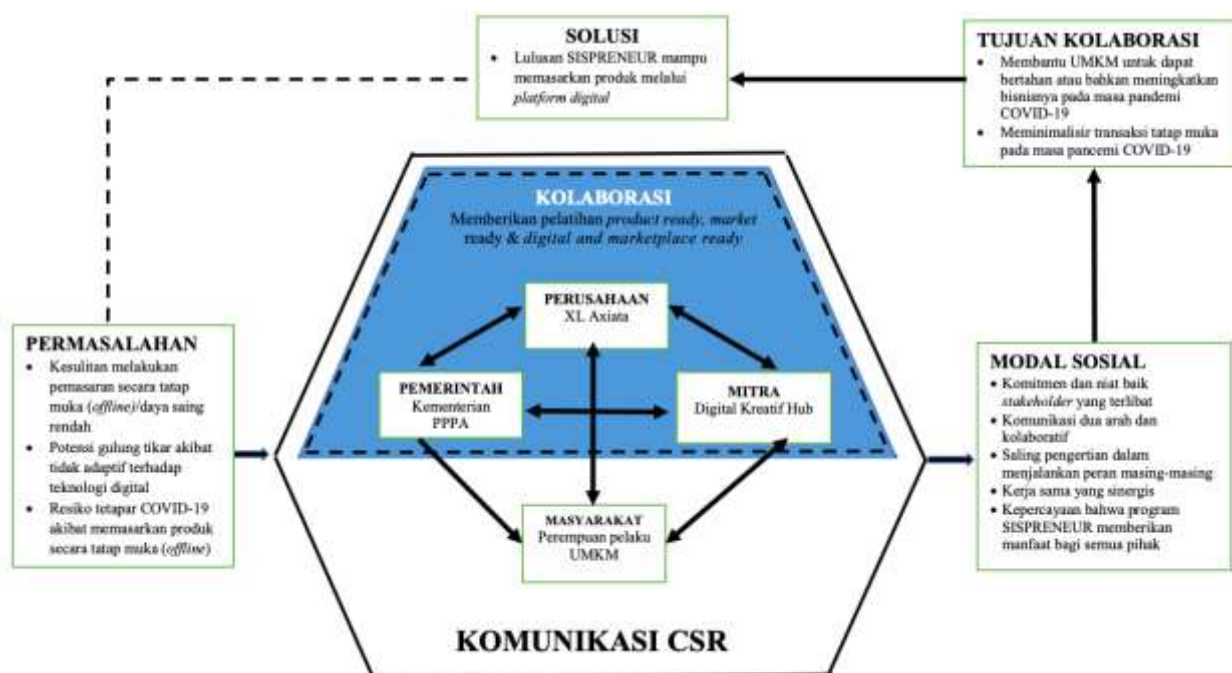 SOLUSI
• Lulusan SISPRENEUR mampu
memasarkan produk melalui
platform digital
TUJUAN KOLABORASI
• Membantu UMKM untuk dapat
bertahan atau bahkan meningkatkan
bisnisnya pada masa pandemi
COVID-19
• Meminimalisir transaksi tatap muka
pada masa pancemi COVID-19
KOLABORASI
Memberikan pelatihan product ready, market
ready & digital and marketplace ready
PERUSAHAAN
XL Axiata
PEMERINTAH
Kementerian
PPPA
MITRA
Digital Kreatif Hub
MASYARAKAT
Perempuan pelaku
UMKM
PERMASALAHAN
• Kesulitan melakukan
pemasaran secara tatap
muka (offline)/daya saing
rendah
• Potensi gulung tikar akibat
tidak adaptif terhadap
teknologi digital
• Resiko tetapar COVID-19
akibat memasarkan produk
secara tatap muka (offline)
MODAL SOSIAL
• Komitmen dan niat baik
stakeholder yang terlibat
• Komunikasi dua arah dan
kolaboratif
• Saling pengertian dalam
menjalankan peran masing-masing
• Kerja sama yang sinergis
• Kepercayaan bahwa program
SISPRENEUR memberikan
manfaat bagi semua pihak
KOMUNIKASI CSR